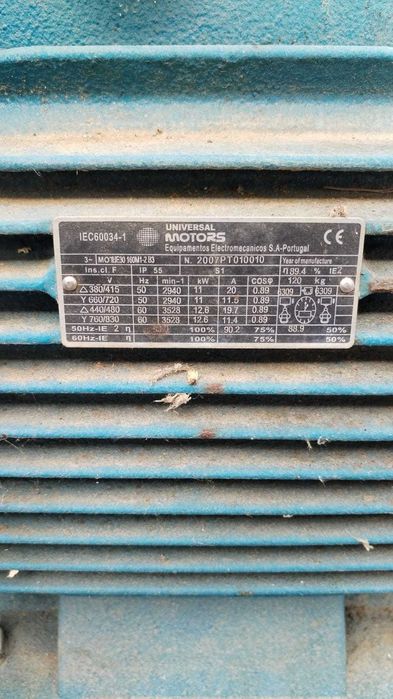 IEC60034-1 UNIVERSAL MOTORS CE
Equipamentos Electromecanicos S.A-Portugal
3~ N. 2007PT010010 Year of manufacture
Ins.cl.F IP 55 S1 η 89.4 % IE2
V Hz min-1 kW A COSφ 120 kg
△ 380/415 50 2940 11 20 0.89 6309 6309
Y 660/720 50 2940 11 11.5 0.89
△ 440/480 60 3528 12.6 19.7 0.89
Y 760/830 60 3528 12.6 11.4 0.89
50Hz-IE 2 η 100% 90.2 75% 88.9 50%
60Hz-IE η 100% 75% 50%